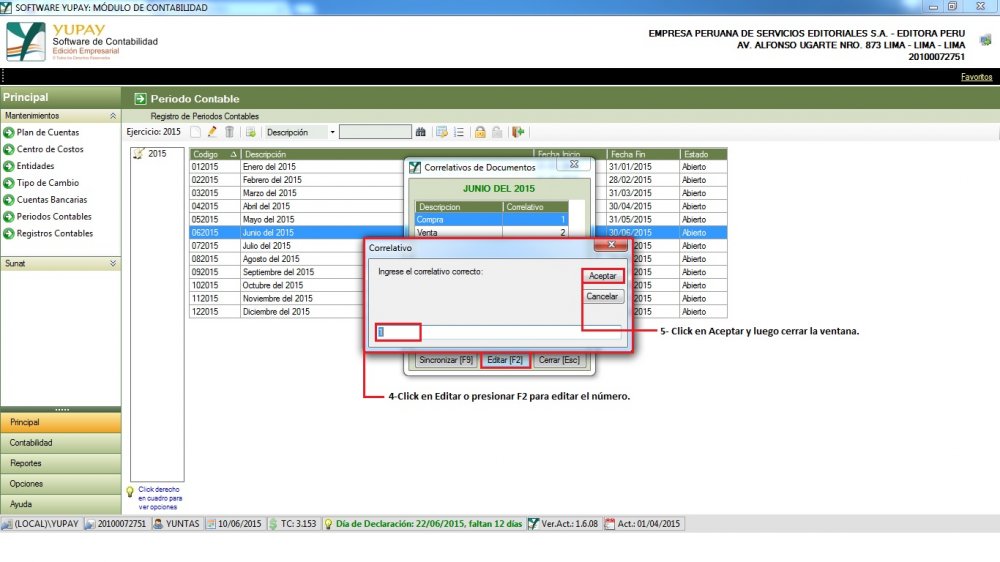 SOFTWARE YUPAY: MÓDULO DE CONTABILIDAD
YUPAY
Software de Contabilidad
Edición Empresarial
© Todos los Derechos Reservados
EMPRESA PERUANA DE SERVICIOS EDITORIALES S.A. - EDITORA PERU
AV. ALFONSO UGARTE NRO. 873 LIMA - LIMA - LIMA
20100072751
Favoritos
Principal
Mantenimientos
Plan de Cuentas
Centro de Costos
Entidades
Tipo de Cambio
Cuentas Bancarias
Periodos Contables
Registros Contables
Sunat
Principal
Contabilidad
Reportes
Opciones
Ayuda
Periodo Contable
Registro de Periodos Contables
Ejercicio: 2015 Descripción
2015
Click derecho
en cuadro para
ver opciones
Codigo Descripción Fecha Inicio Fecha Fin Estado
012015 Enero del 2015 31/01/2015 Abierto
022015 Febrero del 2015 28/02/2015 Abierto
032015 Marzo del 2015 31/03/2015 Abierto
042015 Abril del 2015 30/04/2015 Abierto
052015 Mayo del 2015 31/05/2015 Abierto
062015 Junio del 2015 30/06/2015 Abierto
072015 Julio del 2015 2015 Abierto
082015 Agosto del 2015 2015 Abierto
092015 Septiembre del 2015 2015 Abierto
102015 Octubre del 2015 2015 Abierto
112015 Noviembre del 2015 2015 Abierto
122015 Diciembre del 2015 2015 Abierto
Correlativos de Documentos
JUNIO DEL 2015
Descripcion Correlativo
Compra 1
Venta 2
Correlativo
Ingrese el correlativo correcto:
Aceptar
Cancelar
1
Sincronizar [F9] Editar [F2] Cerrar [Esc]
5- Click en Aceptar y luego cerrar la ventana.
4-Click en Editar o presionar F2 para editar el número.
(LOCAL)\YUPAY 20100072751 YUNTAS 10/06/2015 TC: 3.153 Día de Declaración: 22/06/2015, faltan 12 días Ver.Act.: 1.6.08 Act.: 01/04/2015